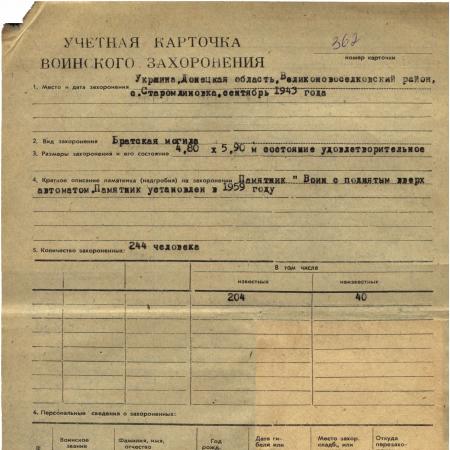 УЧЕТНАЯ КАРТОЧКА
ВОИНСКОГО ЗАХОРОНЕНИЯ
362
номер карточки
1. Место и дата захоронения Украина,Донецкая область,Великоновоселковский район,
с.Старомлиновка,сентябрь 1943 года
2. Вид захоронения Братская могила
3. Размеры захоронения и его состояние 4,80 х 5,90 м состояние удовлетворительное
4. Краткое описание памятника (надгробия) на захоронении Памятник " Воин с поднятым вверх
автоматом.Памятник установлен в 1959 году
5. Количество захороненных: 244 человека
В том числе
известных неизвестных
204 40
6. Персональные сведения о захороненных:
Воинское звание
Фамилия, имя, отчество
Год рожд.
Дата гибели или
Место захор. сладб., или
Откуда перезахо-